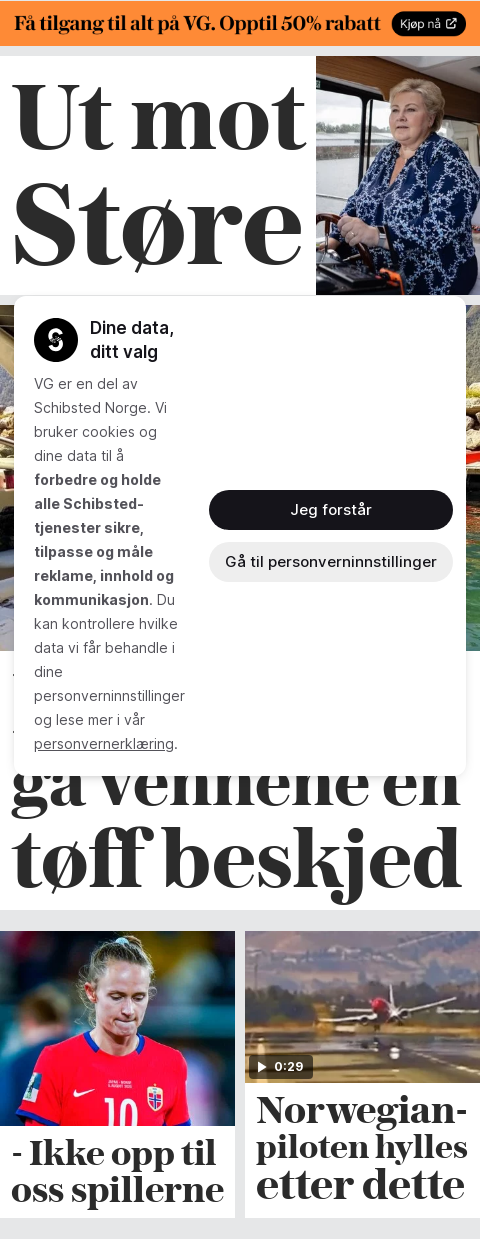 Få tilgang til alt på VG. Opptil 50% rabatt
Kjøp nå
Ut mot
Støre
Dine data,
ditt valg
VG er en del av
Schibsted Norge. Vi
bruker cookies og
dine data til å
forbedre og holde
alle Schibsted-
tjenester sikre,
tilpasse og måle
reklame, innhold og
kommunikasjon. Du
kan kontrollere hvilke
data vi får behandle i
dine
personverninnstillinger
og lese mer i vår
personvernerklæring.
Jeg forstår
Gå til personverninnstillinger
ga vennene en
tøff beskjed
10
0:29
- Ikke opp til
oss spillerne
Norwegian-
piloten hylles
etter dette